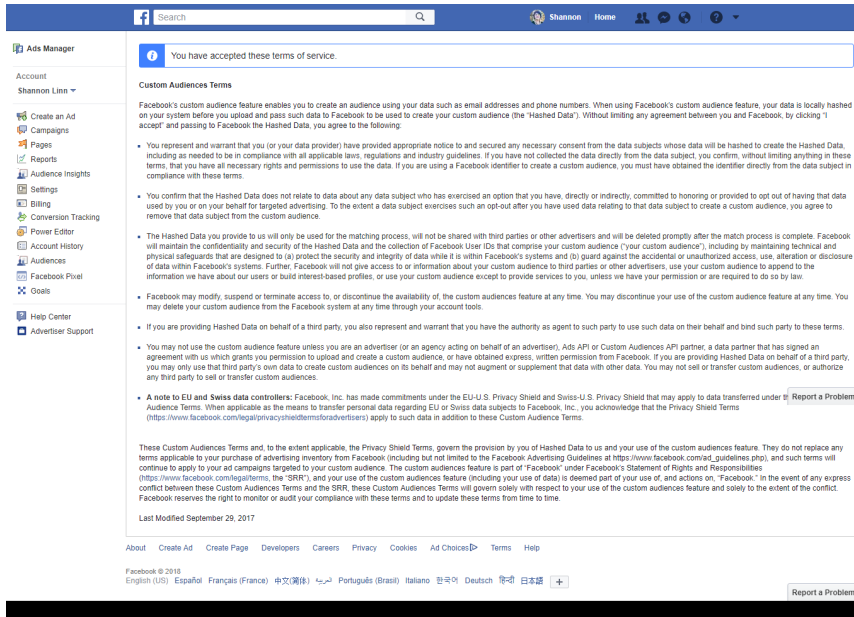 f Search
Shannon Home
Ads Manager
Account
Shannon Linn
Create an Ad
Campaigns
Pages
Reports
Audience Insights
Settings
Billing
Conversion Tracking
Power Editor
Account History
Audiences
Facebook Pixel
Goals
Help Center
Advertiser Support
You have accepted these terms of service.
Custom Audiences Terms
Facebook's custom audience feature enables you to create an audience using your data such as email addresses and phone numbers. When using Facebook's custom audience feature, your data is locally hashed
on your system before you upload and pass such data to Facebook to be used to create your custom audience (the "Hashed Data"). Without limiting any agreement between you and Facebook, by clicking "I
accept" and passing to Facebook the Hashed Data, you agree to the following:
• You represent and warrant that you (or your data provider) have provided appropriate notice to and secured any necessary consent from the data subjects whose data will be hashed to create the Hashed Data,
including as needed to be in compliance with all applicable laws, regulations and industry guidelines. If you have not collected the data directly from the data subject, you confirm, without limiting anything in these
terms, that you have all necessary rights and permissions to use the data. If you are using a Facebook identifier to create a custom audience, you must have obtained the identifier directly from the data subject in
compliance with these terms.
• You confirm that the Hashed Data does not relate to data about any data subject who has exercised an option that you have, directly or indirectly, committed to honoring or provided to opt out of having that data
used by you or on your behalf for targeted advertising. To the extent a data subject exercises such an opt-out after you have used data relating to that data subject to create a custom audience, you agree to
remove that data subject from the custom audience.
• The Hashed Data you provide to us will only be used for the matching process, will not be shared with third parties or other advertisers and will be deleted promptly after the match process is complete. Facebook
will maintain the confidentiality and security of the Hashed Data and the collection of Facebook User IDs that comprise your custom audience ("your custom audience"), including by maintaining technical and
physical safeguards that are designed to (a) protect the security and integrity of data while it is within Facebook's systems and (b) guard against the accidental or unauthorized access, use, alteration or disclosure
of data within Facebook's systems. Further, Facebook will not give access to or information about your custom audience to third parties or other advertisers, use your custom audience to append to the
information we have about our users or build interest-based profiles, or use your custom audience except to provide services to you, unless we have your permission or are required to do so by law.
• Facebook may modify, suspend or terminate access to, or discontinue the availability of, the custom audiences feature at any time. You may discontinue your use of the custom audience feature at any time. You
may delete your custom audience from the Facebook system at any time through your account tools.
• If you are providing Hashed Data on behalf of a third party, you also represent and warrant that you have the authority as agent to such party to use such data on their behalf and bind such party to these terms.
• You may not use the custom audience feature unless you are an advertiser (or an agency acting on behalf of an advertiser), Ads API or Custom Audiences API partner, a data partner that has signed an
agreement with us which grants you permission to upload and create a custom audience, or have obtained express, written permission from Facebook. If you are providing Hashed Data on behalf of a third party,
you may only use that third party's own data to create custom audiences on its behalf and may not augment or supplement that data with other data. You may not sell or transfer custom audiences, or authorize
any third party to sell or transfer custom audiences.
• A note to EU and Swiss data controllers: Facebook, Inc. has made commitments under the EU-U.S. Privacy Shield and Swiss-U.S. Privacy Shield that may apply to data transferred under
Audience Terms. When applicable as the means to transfer personal data regarding EU or Swiss data subjects to Facebook, Inc., you acknowledge that the Privacy Shield Terms
(https://www.facebook.com/legal/privacyshieldtermsforadvertisers) apply to such data in addition to these Custom Audience Terms.
Report a Problem
These Custom Audiences Terms and, to the extent applicable, the Privacy Shield Terms, govern the provision by you of Hashed Data to us and your use of the custom audiences feature. They do not replace any
terms applicable to your purchase of advertising inventory from Facebook (including but not limited to the Facebook Advertising Guidelines at https://www.facebook.com/ad_guidelines.php), and such terms will
continue to apply to your ad campaigns targeted to your custom audience. The custom audiences feature is part of "Facebook" under Facebook's Statement of Rights and Responsibilities
(https://www.facebook.com/legal/terms, the "SRR"), and your use of the custom audiences feature (including your use of data) is deemed part of your use of, and actions on, "Facebook." In the event of any express
conflict between these Custom Audiences Terms and the SRR, these Custom Audiences Terms will govern solely with respect to your use of the custom audiences feature and solely to the extent of the conflict.
Facebook reserves the right to monitor or audit your compliance with these terms and to update these terms from time to time.
Last Modified September 29, 2017
About Create Ad Create Page Developers Careers Privacy Cookies Ad Choices Terms Help
Facebook © 2018
English (US) Español Français (France) 中文(简体) العربية Português (Brasil) Italiano 한국어 Deutsch हिन्दी 日本語 +
Report a Problem